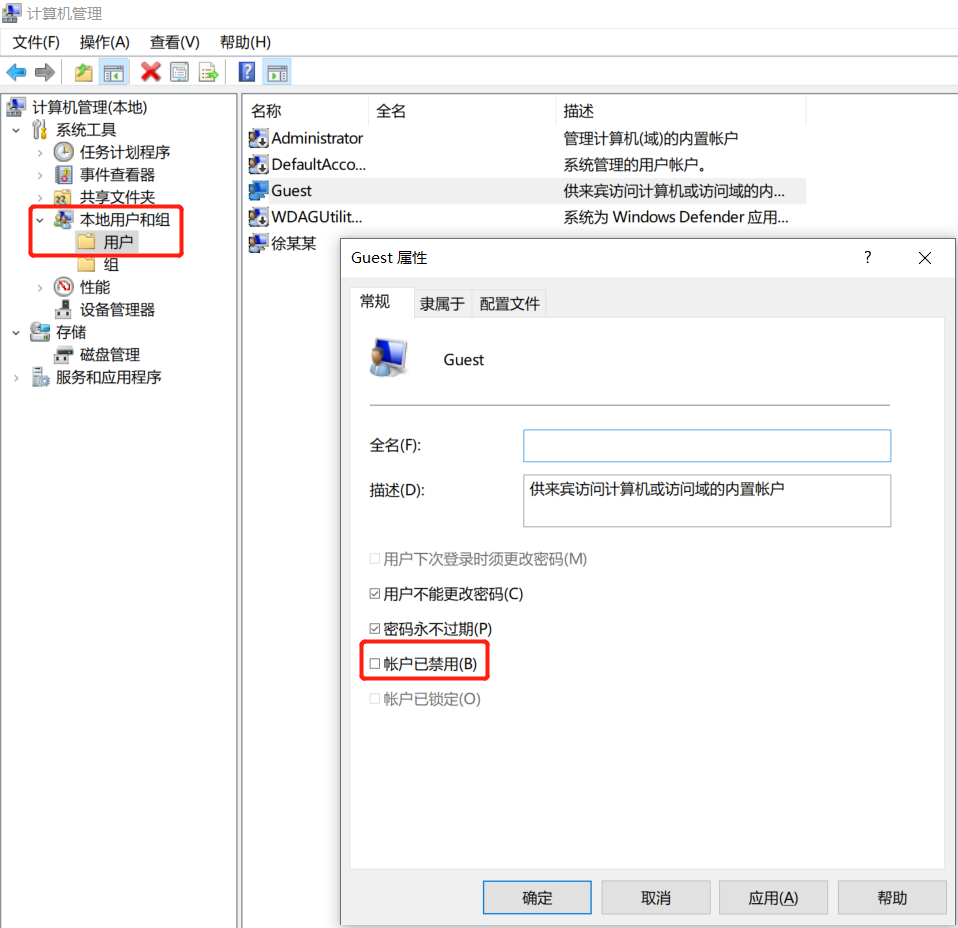 计算机管理
文件(F) 操作(A) 查看(V) 帮助(H)
计算机管理(本地)
系统工具
任务计划程序
事件查看器
共享文件夹
本地用户和组
用户
组
性能
设备管理器
存储
磁盘管理
服务和应用程序
名称 全名 描述
Administrator 管理计算机(域)的内置帐户
DefaultAcco... 系统管理的用户帐户。
Guest 供来宾访问计算机或访问域的内...
WDAGUtilit... 系统为 Windows Defender 应用...
徐某某
Guest 属性 ?
常规 隶属于 配置文件
Guest
全名(F):
描述(D): 供来宾访问计算机或访问域的内置帐户
用户下次登录时须更改密码(M)
用户不能更改密码(C)
密码永不过期(P)
帐户已禁用(B)
帐户已锁定(O)
确定 取消 应用(A) 帮助